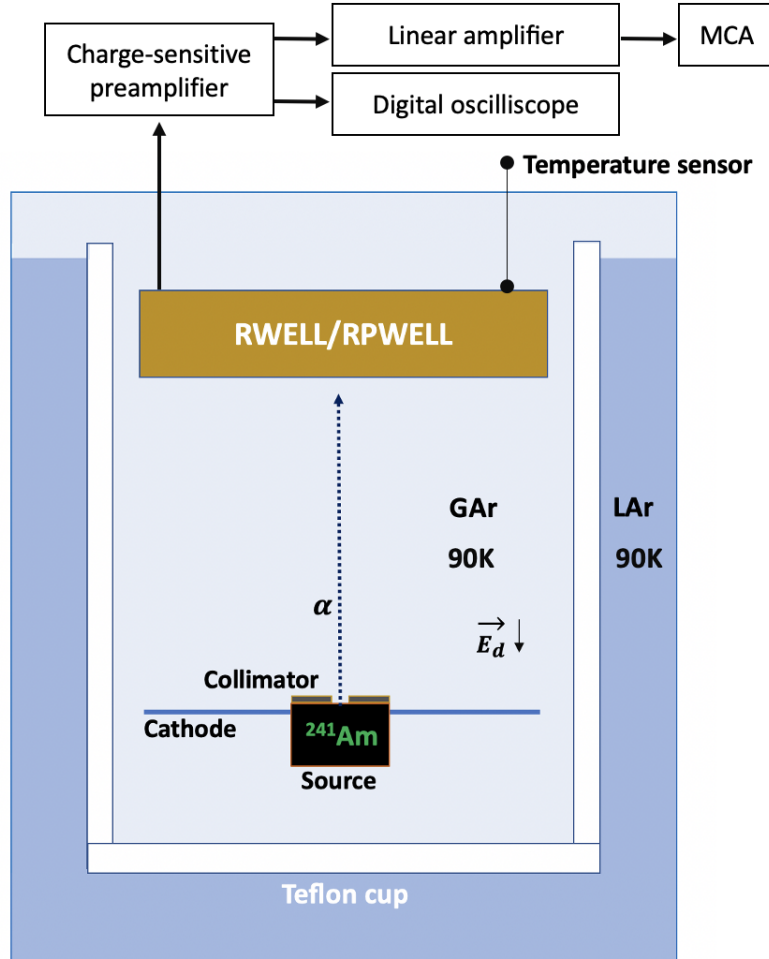 Charge-sensitive
preamplifier
Linear amplifier
MCA
Digital oscilliscope
Temperature sensor
RWELL/RPWELL
GAr
LAr
90K
90K
α
E_d ↓
Collimator
Cathode
²⁴¹Am
Source
Teflon cup